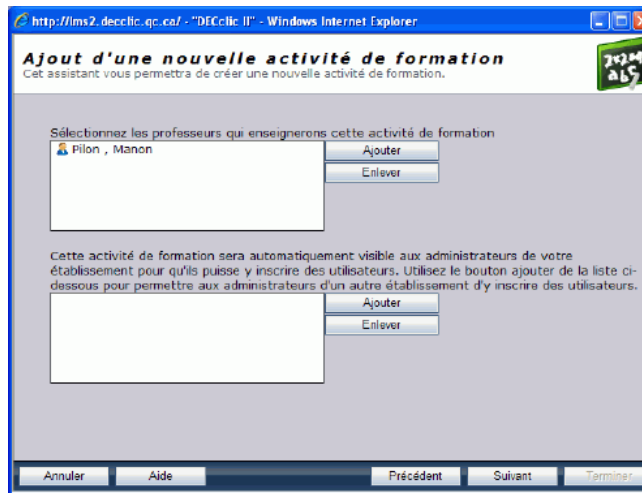 http://lms2.decclic.qc.ca/ - "DECclic II" - Windows Internet Explorer
Ajout d'une nouvelle activité de formation
Cet assistant vous permettra de créer une nouvelle activité de formation.
Sélectionnez les professeurs qui enseignerons cette activité de formation
Pilon , Manon
Ajouter
Enlever
Cette activité de formation sera automatiquement visible aux administrateurs de votre
établissement pour qu'ils puisse y inscrire des utilisateurs. Utilisez le bouton ajouter de la liste ci-
dessous pour permettre aux administrateurs d'un autre établissement d'y inscrire des utilisateurs.
Ajouter
Enlever
Annuler Aide Précédent Suivant Terminer